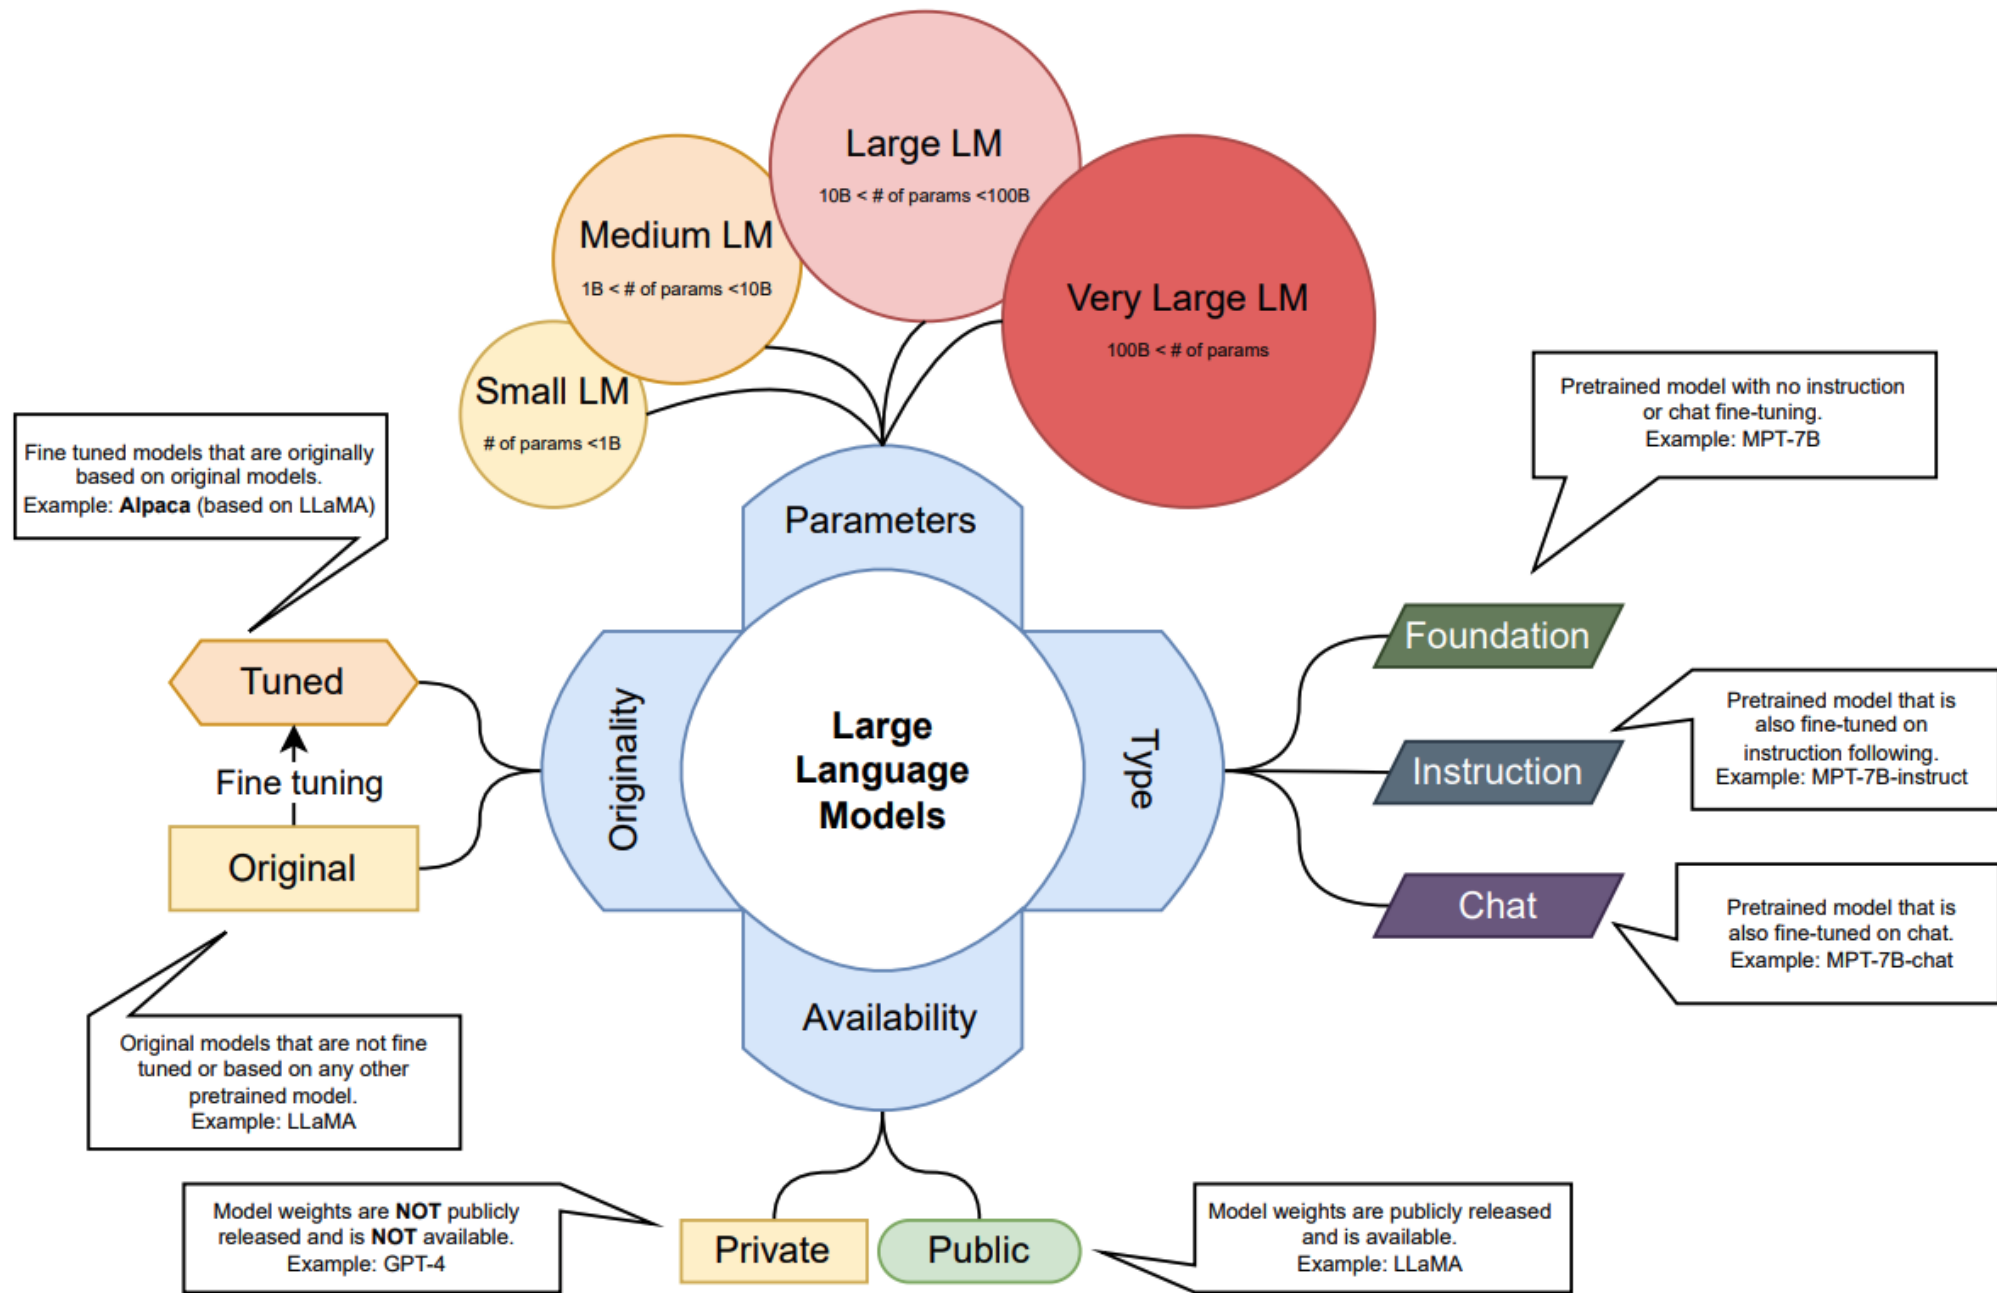 Large LM
10B < # of params <100B
Medium LM
1B < # of params <10B
Very Large LM
100B < # of params
Small LM
# of params <1B
Pretrained model with no instruction
or chat fine-tuning.
Example: MPT-7B
Fine tuned models that are originally
based on original models.
Example: Alpaca (based on LLaMA)
Parameters
Foundation
Tuned
Fine tuning
Original
Originality
Large
Language
Models
Type
Pretrained model that is
also fine-tuned on
instruction following.
Example: MPT-7B-instruct
Instruction
Chat
Pretrained model that is
also fine-tuned on chat.
Example: MPT-7B-chat
Availability
Original models that are not fine
tuned or based on any other
pretrained model.
Example: LLaMA
Model weights are NOT publicly
released and is NOT available.
Example: GPT-4
Private
Public
Model weights are publicly released
and is available.
Example: LLaMA